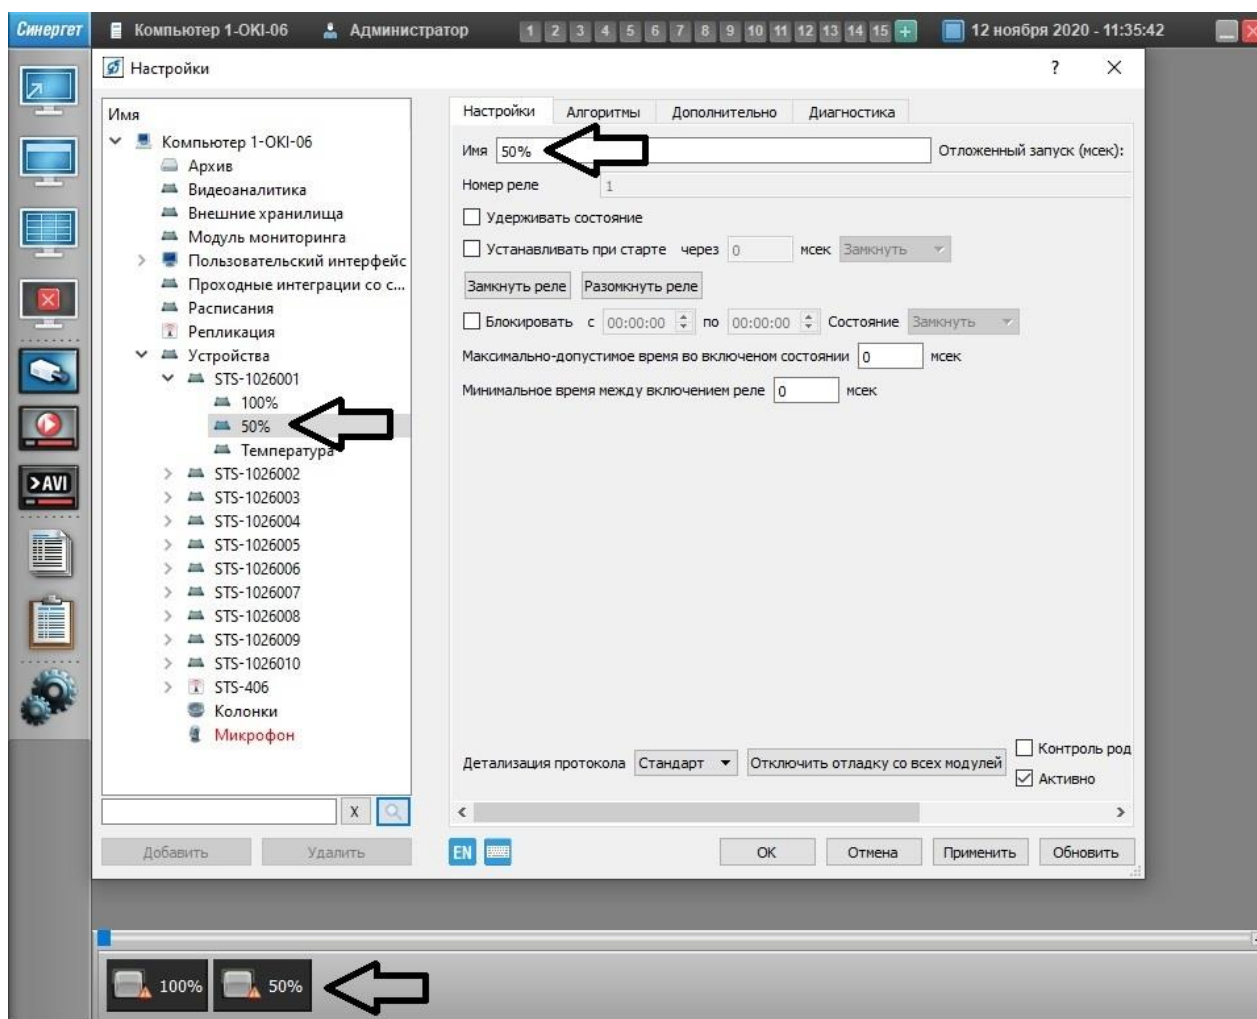 Синергет Компьютер 1-OKI-06 Администратор 1 2 3 4 5 6 7 8 9 10 11 12 13 14 15 + 12 ноября 2020 - 11:35:42
Настройки ?
Имя
Компьютер 1-OKI-06
Архив
Видеоаналитика
Внешние хранилища
Модуль мониторинга
Пользовательский интерфейс
Проходные интеграции со с...
Расписания
Репликация
Устройства
STS-1026001
100%
50%
Температура
STS-1026002
STS-1026003
STS-1026004
STS-1026005
STS-1026006
STS-1026007
STS-1026008
STS-1026009
STS-1026010
STS-406
Колонки
Микрофон
X
Добавить Удалить
>AVI
Настройки Алгоритмы Дополнительно Диагностика
Имя 50% Отложенный запуск (мсек):
Номер реле 1
Удерживать состояние
Устанавливать при старте через 0 мсек Замкнуть
Замкнуть реле Разомкнуть реле
Блокировать с 00:00:00 по 00:00:00 Состояние Замкнуть
Максимально-допустимое время во включеном состоянии 0 мсек
Минимальное время между включением реле 0 мсек
Контроль род
Детализация протокола Стандарт Отключить отладку со всех модулей
Активно
EN ОК Отмена Применить Обновить
100% 50%